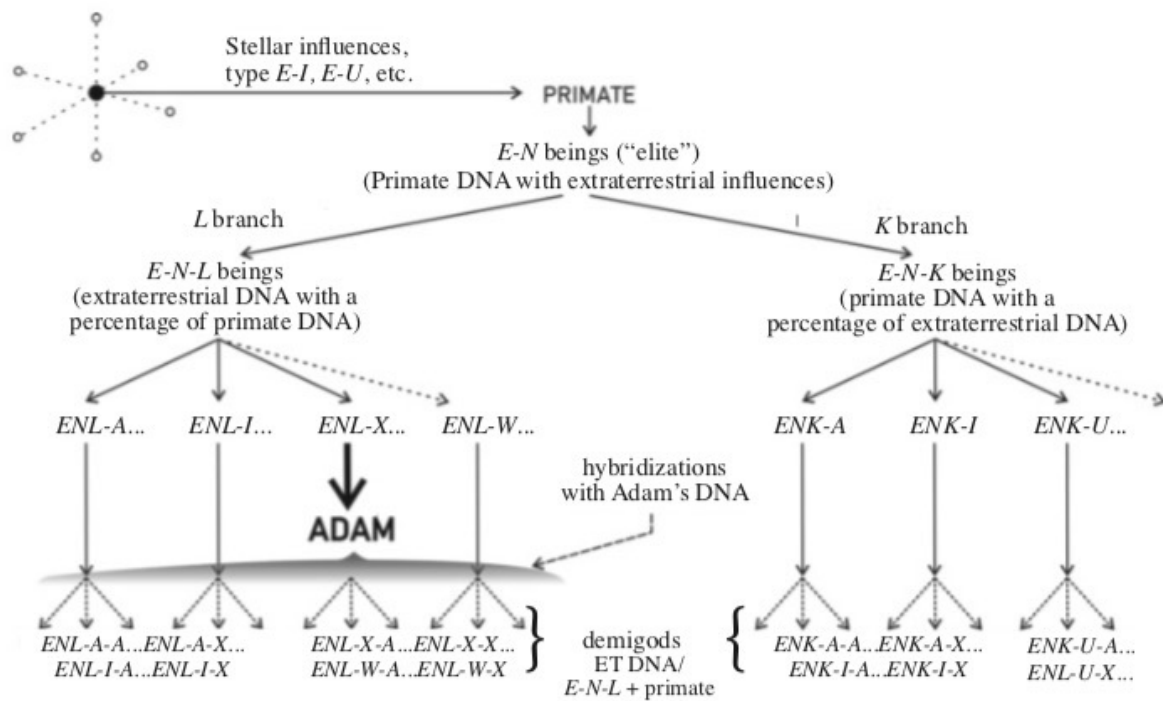 Stellar influences,
type E-I, E-U, etc.
PRIMATE
E-N beings (“elite”)
(Primate DNA with extraterrestrial influences)
L branch
K branch
E-N-L beings
(extraterrestrial DNA with a
percentage of primate DNA)
E-N-K beings
(primate DNA with a
percentage of extraterrestrial DNA)
ENL-A... ENL-I... ENL-X... ENL-W...
ENK-A ENK-I ENK-U...
hybridizations
with Adam’s DNA
ADAM
ENL-A-A...ENL-A-X...
ENL-I-A...ENL-I-X
ENL-X-A...ENL-X-X...
ENL-W-A...ENL-W-X
demigods
ET DNA/
E-N-L + primate
ENK-A-A...ENK-A-X...
ENK-I-A...ENK-I-X
ENK-U-A...
ENL-U-X...